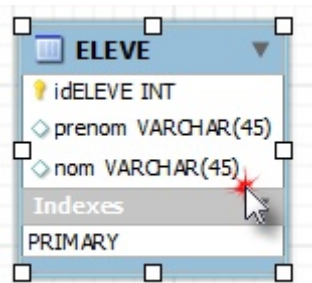 ELEVE
idELEVE INT
prenom VARCHAR(45)
nom VARCHAR(45)
Indexes
PRIMARY